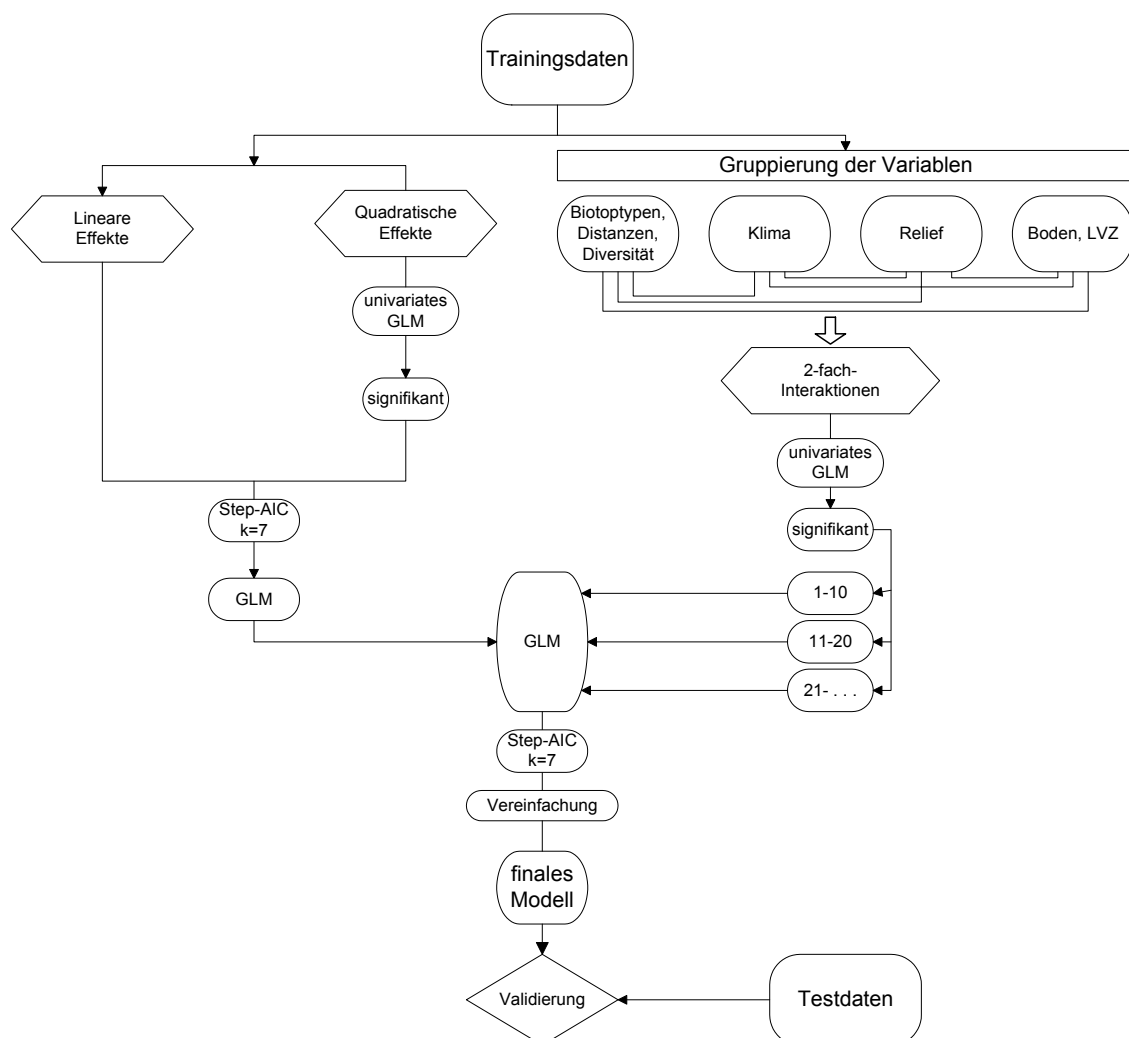 Trainingsdaten
Gruppierung der Variablen
Lineare
Effekte
Quadratische
Effekte
Biotoptypen,
Distanzen,
Diversität
Klima
Relief
Boden, LVZ
univariates
GLM
signifikant
2-fach-
Interaktionen
univariates
GLM
signifikant
Step-AIC
k=7
GLM
GLM
1-10
11-20
21- . . .
Step-AIC
k=7
Vereinfachung
finales
Modell
Validierung
Testdaten